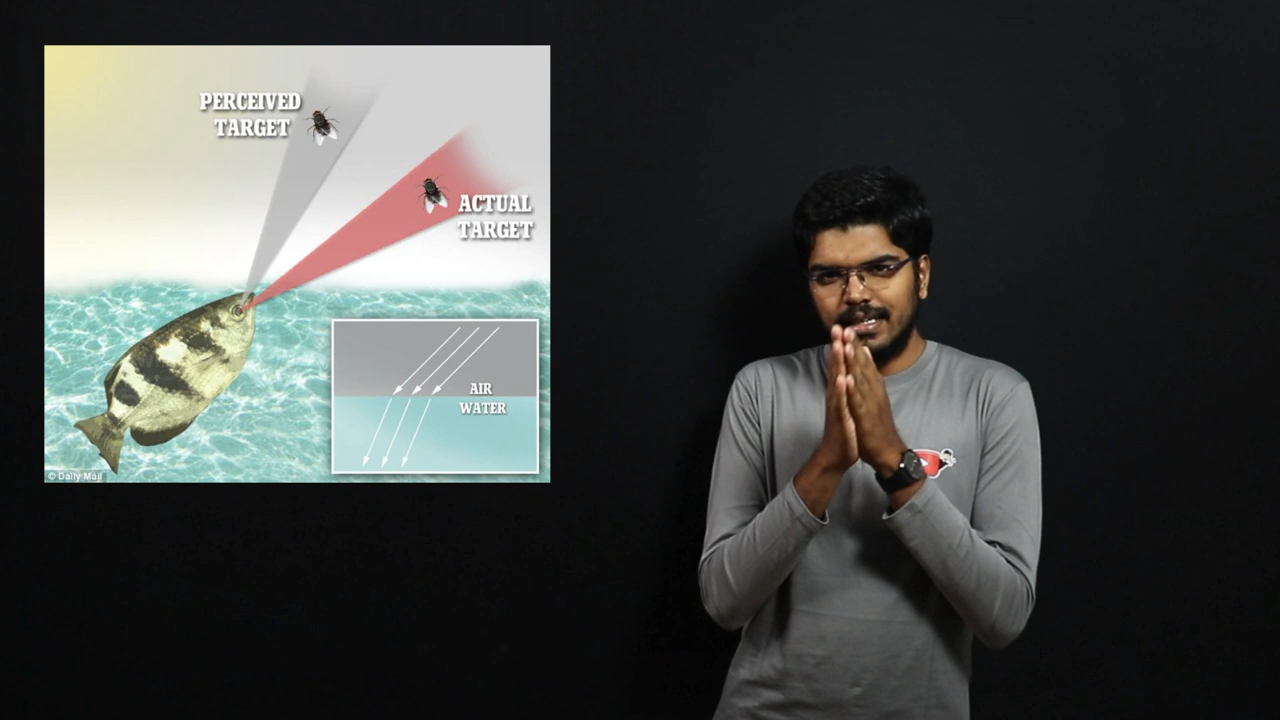 PERCEIVED
TARGET
ACTUAL
TARGET
AIR
WATER
© Daily Mail